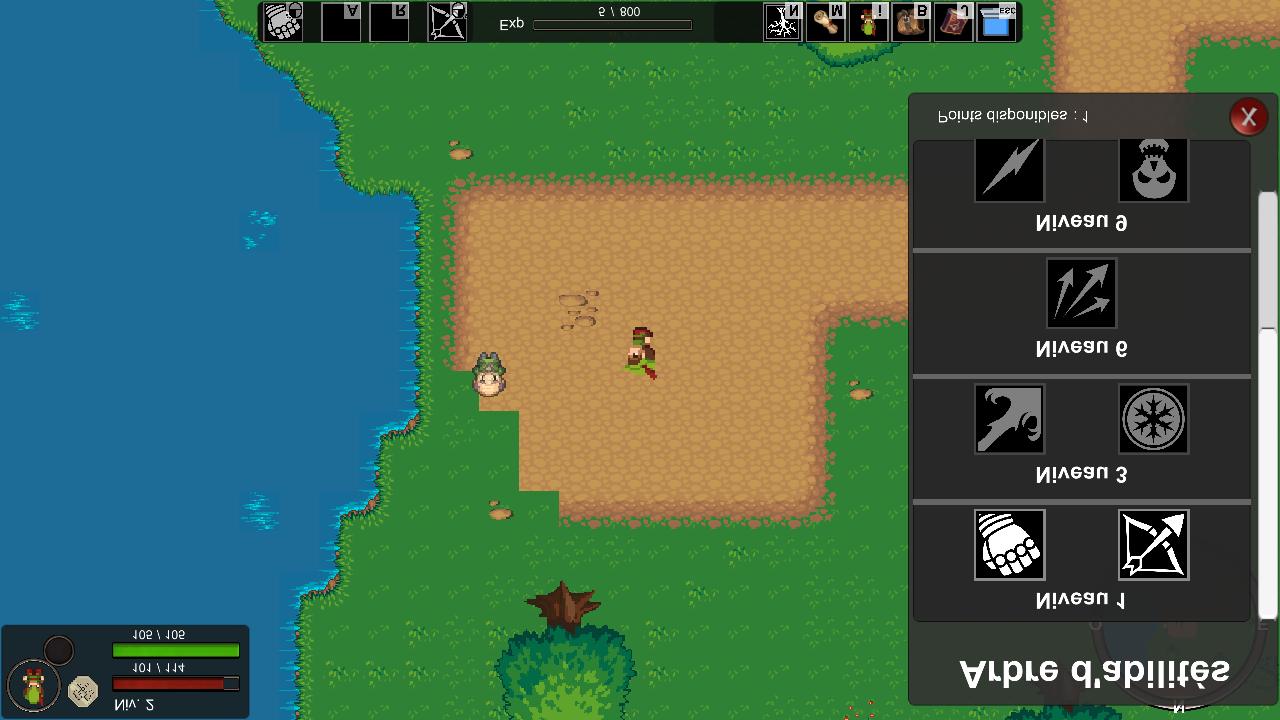 Niv. 2
101 / 114
105 / 105
N
Arbre d'abilités
Niveau 1
Niveau 3
Niveau 6
Niveau 9
Points disponibles : 1
X
A
R
Exp
5 / 800
N
M
I
B
J
esc